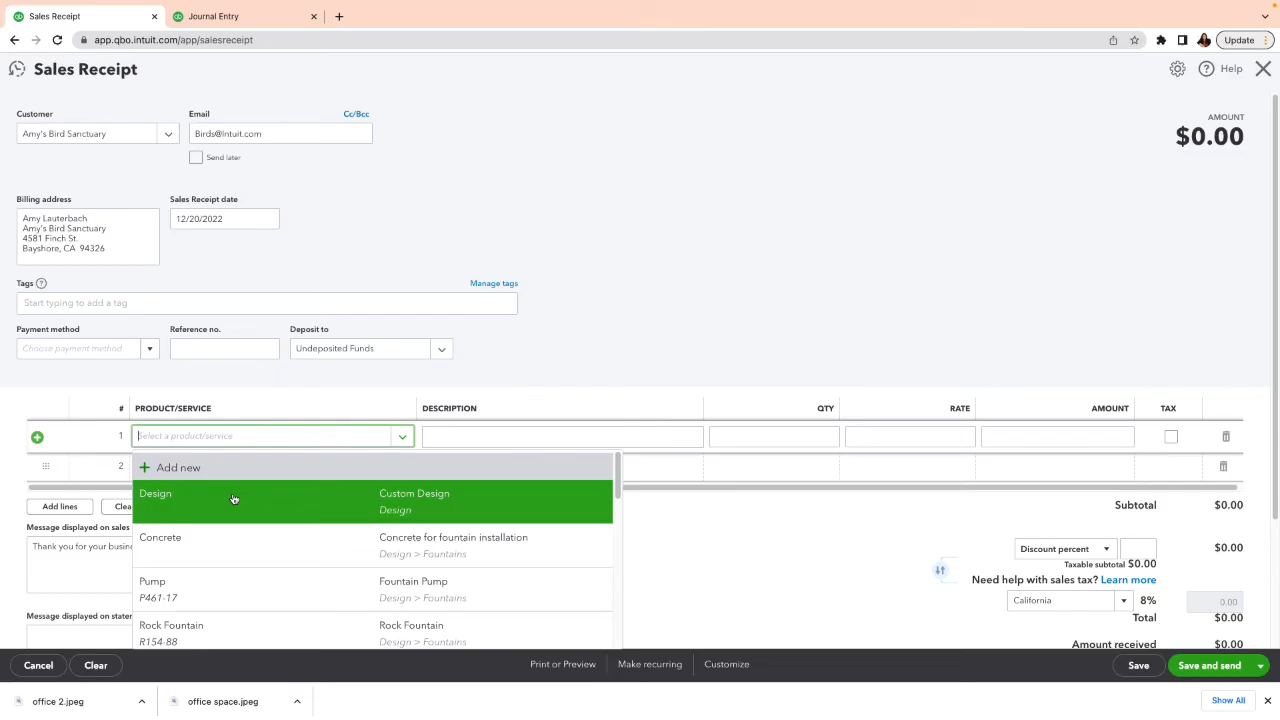 Sales Receipt
Journal Entry
app.qbo.intuit.com/app/salesreceipt
Update
Sales Receipt
Help
Customer
Email
Cc/Bcc
AMOUNT
Amy's Bird Sanctuary
Birds@Intuit.com
$0.00
Send later
Billing address
Sales Receipt date
Amy Lauterbach
Amy's Bird Sanctuary
4581 Finch St.
Bayshore, CA 94326
12/20/2022
Tags
Manage tags
Start typing to add a tag
Payment method
Reference no.
Deposit to
Choose payment method
Undeposited Funds
# PRODUCT/SERVICE DESCRIPTION QTY RATE AMOUNT TAX
1 Select a product/service
2
Add new
Design Custom Design
Design
Concrete Concrete for fountain installation
Design > Fountains
Pump Fountain Pump
P461-17 Design > Fountains
Rock Fountain Rock Fountain
R154-88 Design > Fountains
Add lines
Clea
Subtotal $0.00
Message displayed on sales
Thank you for your busine
Discount percent
$0.00
Taxable subtotal $0.00
Need help with sales tax? Learn more
California
8%
0.00
Total $0.00
Message displayed on stater
Amount received $0.00
Cancel
Clear
Print or Preview
Make recurring
Customize
Save
Save and send
office 2.jpeg
office space.jpeg
Show All